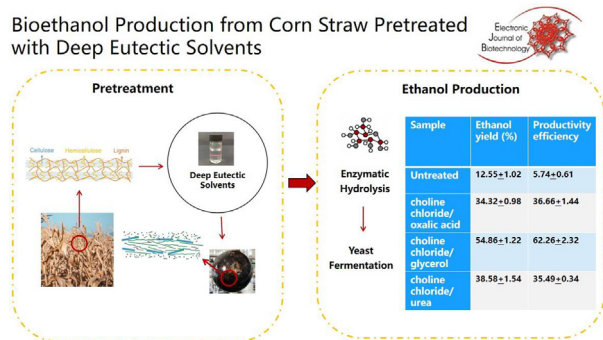 Bioethanol Production from Corn Straw Pretreated
with Deep Eutectic Solvents
Electronic
Journal of
Biotechnology
Pretreatment
Cellulose Hemicellulose Lignin
Deep Eutectic
Solvents
Ethanol Production
Enzymatic
Hydrolysis
Yeast
Fermentation
Sample Ethanol yield (%) Productivity efficiency
Untreated 12.55+1.02 5.74+0.61
choline chloride/ oxalic acid 34.32+0.98 36.66+1.44
choline chloride/ glycerol 54.86+1.22 62.26+2.32
choline chloride/ urea 38.58+1.54 35.49+0.34